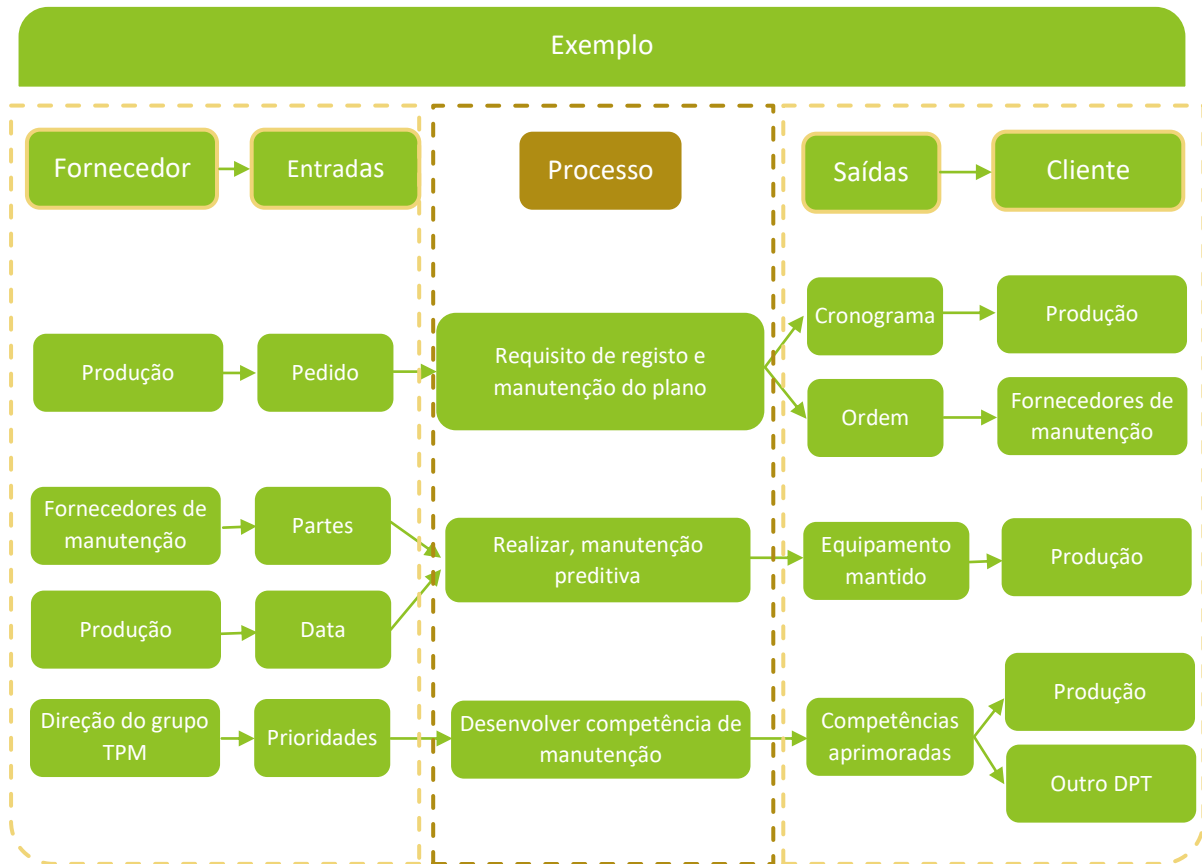 Exemplo
Fornecedor
Entradas
Processo
Saídas
Cliente
Produção
Pedido
Requisito de registo e
manutenção do plano
Cronograma
Produção
Ordem
Fornecedores de
manutenção
Fornecedores de
manutenção
Partes
Realizar, manutenção
preditiva
Equipamento
mantido
Produção
Produção
Data
Direção do grupo
TPM
Prioridades
Desenvolver competência de
manutenção
Competências
aprimoradas
Produção
Outro DPT